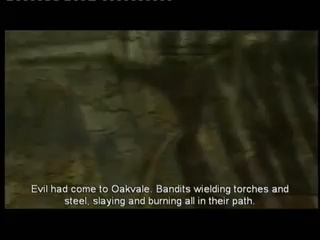 Evil had come to Oakvale. Bandits wielding torches and
steel, slaying and burning all in their path.